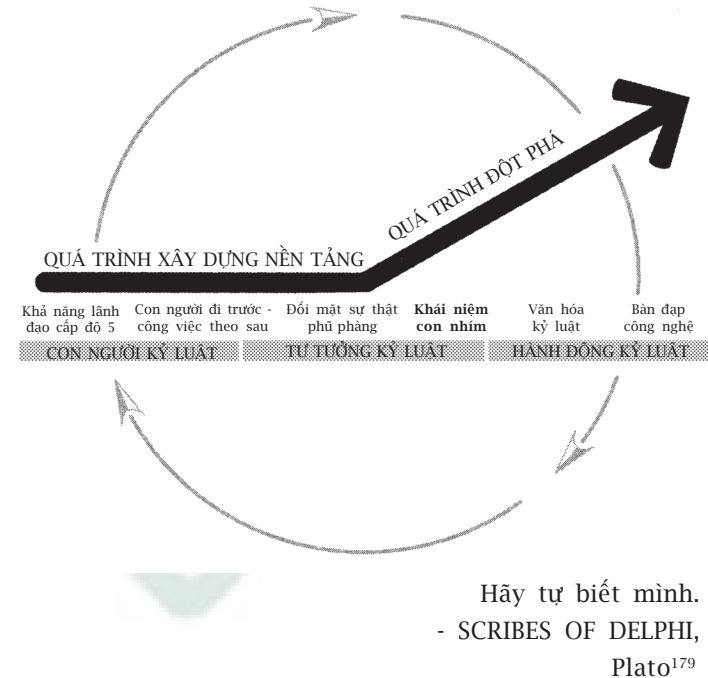 QUÁ TRÌNH ĐỘT PHÁ
QUÁ TRÌNH XÂY DỰNG NỀN TẢNG
Khả năng lãnh
đạo cấp độ 5
Con người đi trước -
công việc theo sau
Đối mặt sự thật
phũ phàng
Khái niệm
con nhím
Văn hóa
kỷ luật
Bàn đạp
công nghệ
CON NGƯỜI KỶ LUẬT
TƯ TƯỞNG KỶ LUẬT
HÀNH ĐỘNG KỶ LUẬT
Hãy tự biết mình.
- SCRIBES OF DELPHI,
Plato¹⁷⁹